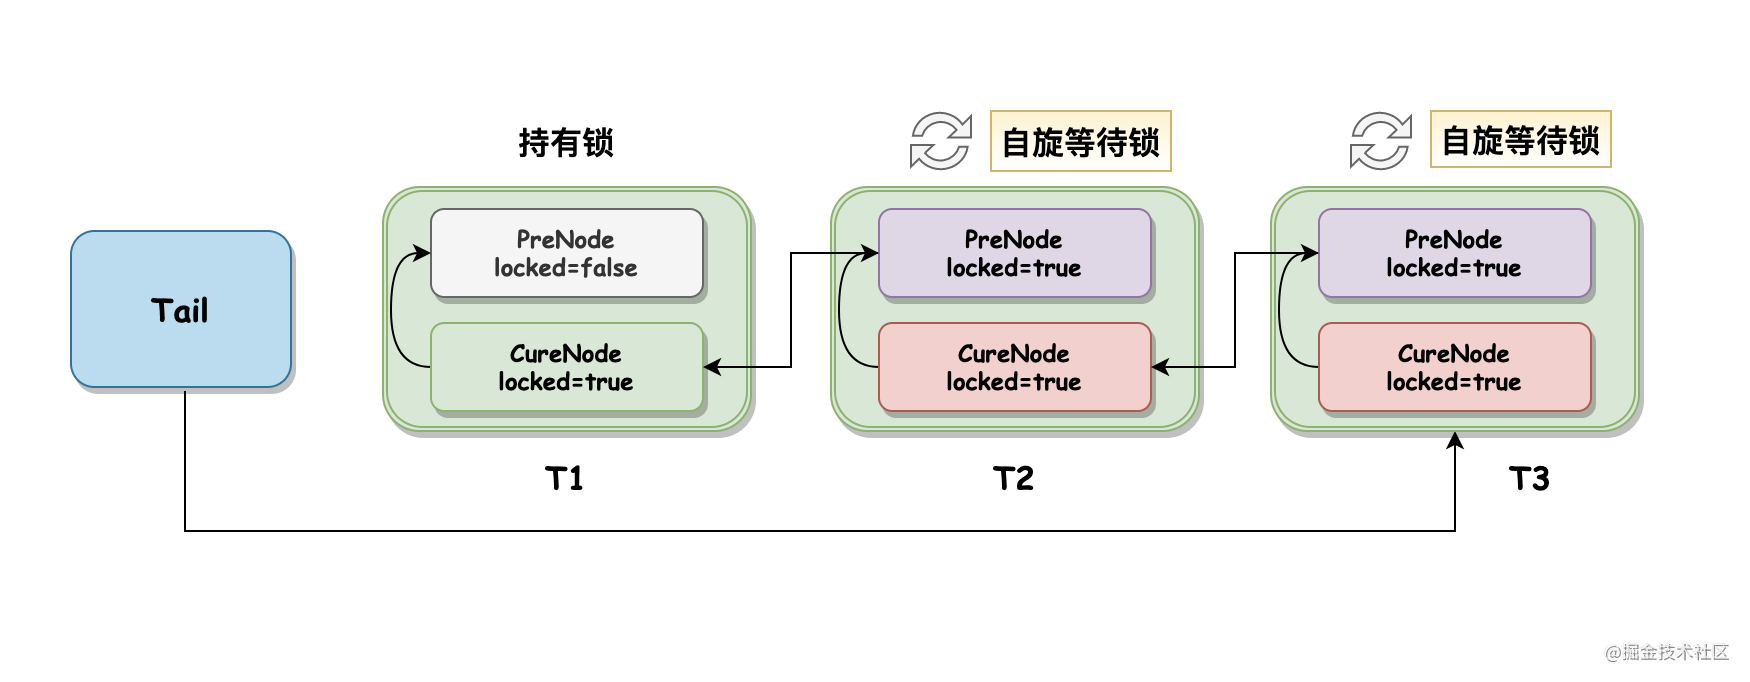 持有锁
自旋等待锁
自旋等待锁
Tail
PreNode
locked=false
CureNode
locked=true
T1
PreNode
locked=true
CureNode
locked=true
T2
PreNode
locked=true
CureNode
locked=true
T3
@掘金技术社区